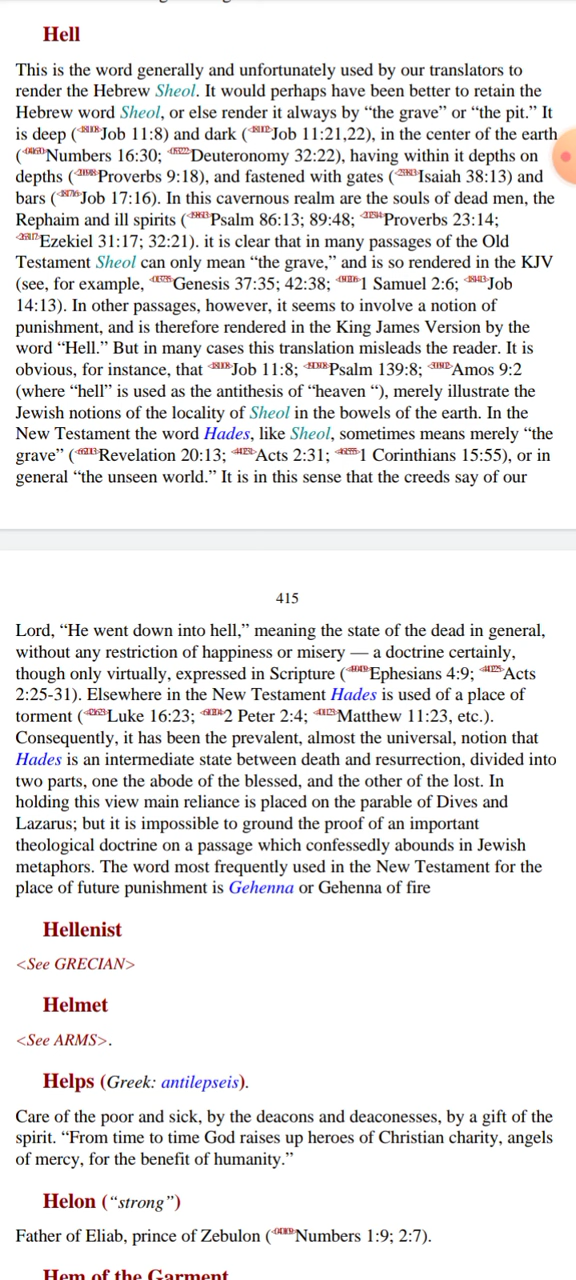 Hell
This is the word generally and unfortunately used by our translators to
render the Hebrew Sheol. It would perhaps have been better to retain the
Hebrew word Sheol, or else render it always by “the grave” or “the pit.” It
is deep (Job 11:8) and dark (Job 11:21,22), in the center of the earth
(Numbers 16:30; Deuteronomy 32:22), having within it depths on
depths (Proverbs 9:18), and fastened with gates (Isaiah 38:13) and
bars (Job 17:16). In this cavernous realm are the souls of dead men, the
Rephaim and ill spirits (Psalm 86:13; 89:48; Proverbs 23:14;
Ezekiel 31:17; 32:21). it is clear that in many passages of the Old
Testament Sheol can only mean “the grave,” and is so rendered in the KJV
(see, for example, Genesis 37:35; 42:38; 1 Samuel 2:6; Job
14:13). In other passages, however, it seems to involve a notion of
punishment, and is therefore rendered in the King James Version by the
word “Hell.” But in many cases this translation misleads the reader. It is
obvious, for instance, that Job 11:8; Psalm 139:8; Amos 9:2
(where “hell” is used as the antithesis of “heaven “), merely illustrate the
Jewish notions of the locality of Sheol in the bowels of the earth. In the
New Testament the word Hades, like Sheol, sometimes means merely “the
grave” (Revelation 20:13; Acts 2:31; 1 Corinthians 15:55), or in
general “the unseen world.” It is in this sense that the creeds say of our
415
Lord, “He went down into hell,” meaning the state of the dead in general,
without any restriction of happiness or misery — a doctrine certainly,
though only virtually, expressed in Scripture (Ephesians 4:9; Acts
2:25-31). Elsewhere in the New Testament Hades is used of a place of
torment (Luke 16:23; 2 Peter 2:4; Matthew 11:23, etc.).
Consequently, it has been the prevalent, almost the universal, notion that
Hades is an intermediate state between death and resurrection, divided into
two parts, one the abode of the blessed, and the other of the lost. In
holding this view main reliance is placed on the parable of Dives and
Lazarus; but it is impossible to ground the proof of an important
theological doctrine on a passage which confessedly abounds in Jewish
metaphors. The word most frequently used in the New Testament for the
place of future punishment is Gehenna or Gehenna of fire
Hellenist
<See GRECIAN>
Helmet
<See ARMS>.
Helps (Greek: antilepseis).
Care of the poor and sick, by the deacons and deaconesses, by a gift of the
spirit. “From time to time God raises up heroes of Christian charity, angels
of mercy, for the benefit of humanity.”
Helon (“strong”)
Father of Eliab, prince of Zebulon (Numbers 1:9; 2:7).
Hem of the Garment